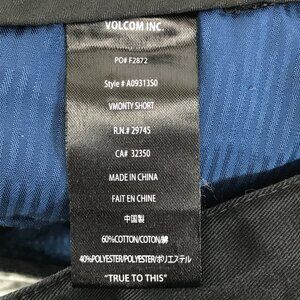 VOLCOM INC.
PO# F2872
Style # A0931350
VMONTY SHORT
R.N.# 29745
CA# 32350
MADE IN CHINA
FAIT EN CHINE
中国製
60%COTTON/COTON/綿
40%POLYESTER/POLYESTER/ポリエステル
"TRUE TO THIS"